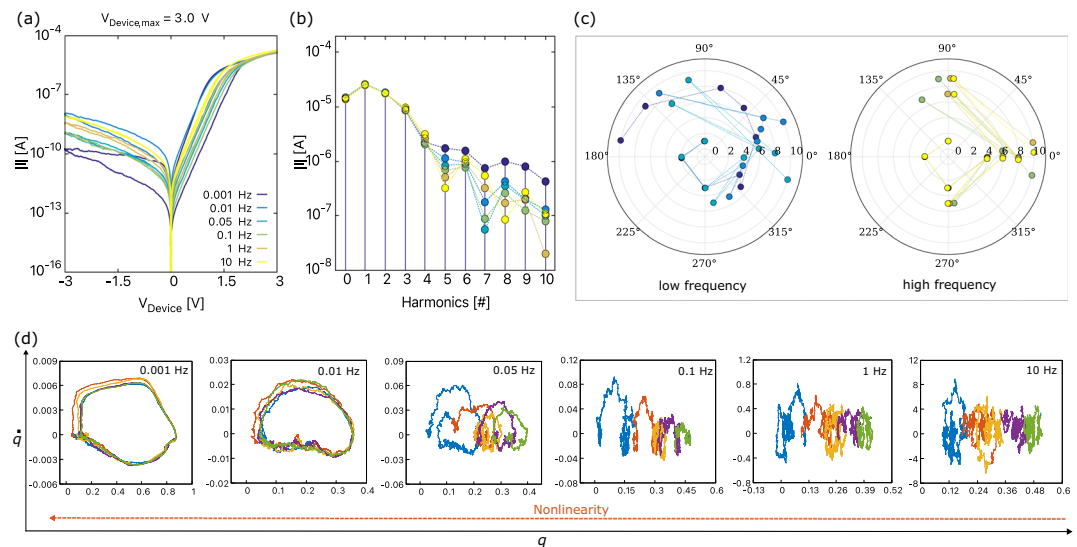 (a)
V_Device,max = 3.0 V
10⁻⁴
10⁻⁷
10⁻¹⁰
10⁻¹³
10⁻¹⁶
|I| [A]
0.001 Hz
0.01 Hz
0.05 Hz
0.1 Hz
1 Hz
10 Hz
-3 -1.5 0 1.5 3
V_Device [V]
(b)
10⁻⁴
10⁻⁵
10⁻⁶
10⁻⁷
10⁻⁸
|I| [A]
0 1 2 3 4 5 6 7 8 9 10
Harmonics [#]
(c)
90°
135° 45°
180° 0 2 4 6 8 10 0°
225° 315°
270°
low frequency
90°
135° 45°
180° 0 2 4 6 8 10 0°
225° 315°
270°
high frequency
(d)
q̇
0.001 Hz
0.009
0.006
0.003
0
-0.003
-0.006
0 0.2 0.4 0.6 0.8 1
0.01 Hz
0.03
0.02
0.01
0
-0.01
-0.02
0 0.1 0.2 0.3 0.4
0.05 Hz
0.09
0.06
0.03
0
-0.03
-0.06
0 0.1 0.2 0.3 0.4
0.1 Hz
0.12
0.08
0.04
0
-0.04
-0.08
0 0.15 0.3 0.45 0.6
1 Hz
1.2
0.8
0.4
0
-0.4
-0.8
-0.13 0 0.13 0.26 0.39 0.52
10 Hz
12
8
4
0
-4
-8
0 0.12 0.24 0.36 0.48 0.6
Nonlinearity
q